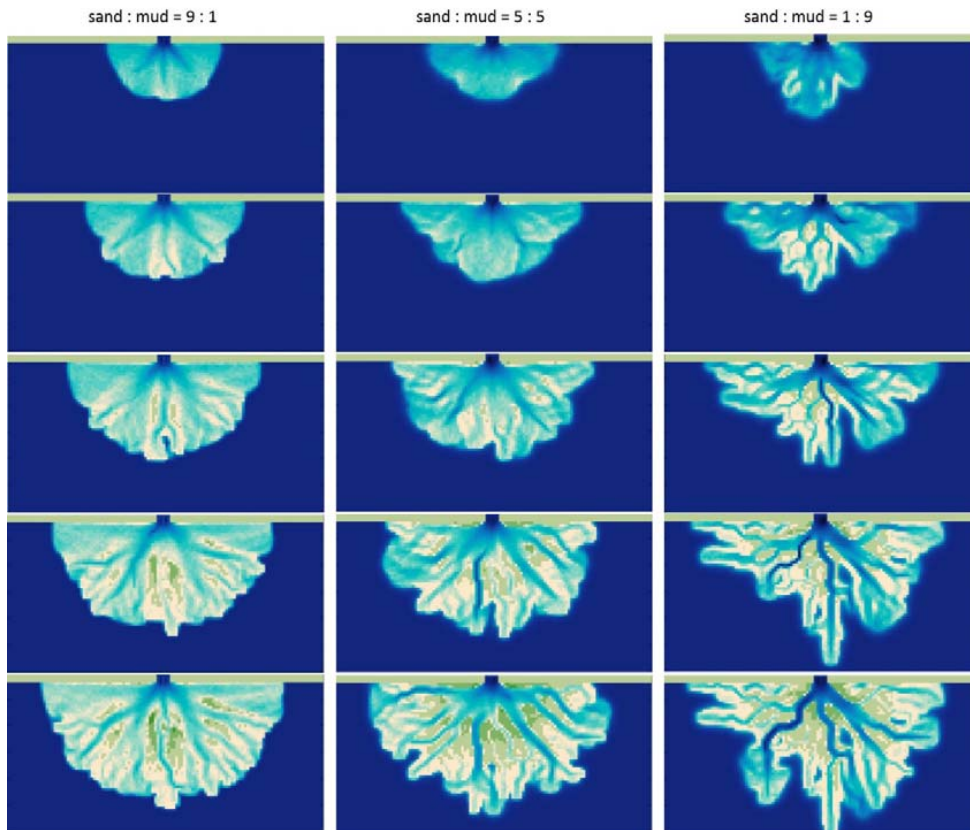 sand : mud = 9 : 1
sand : mud = 5 : 5
sand : mud = 1 : 9